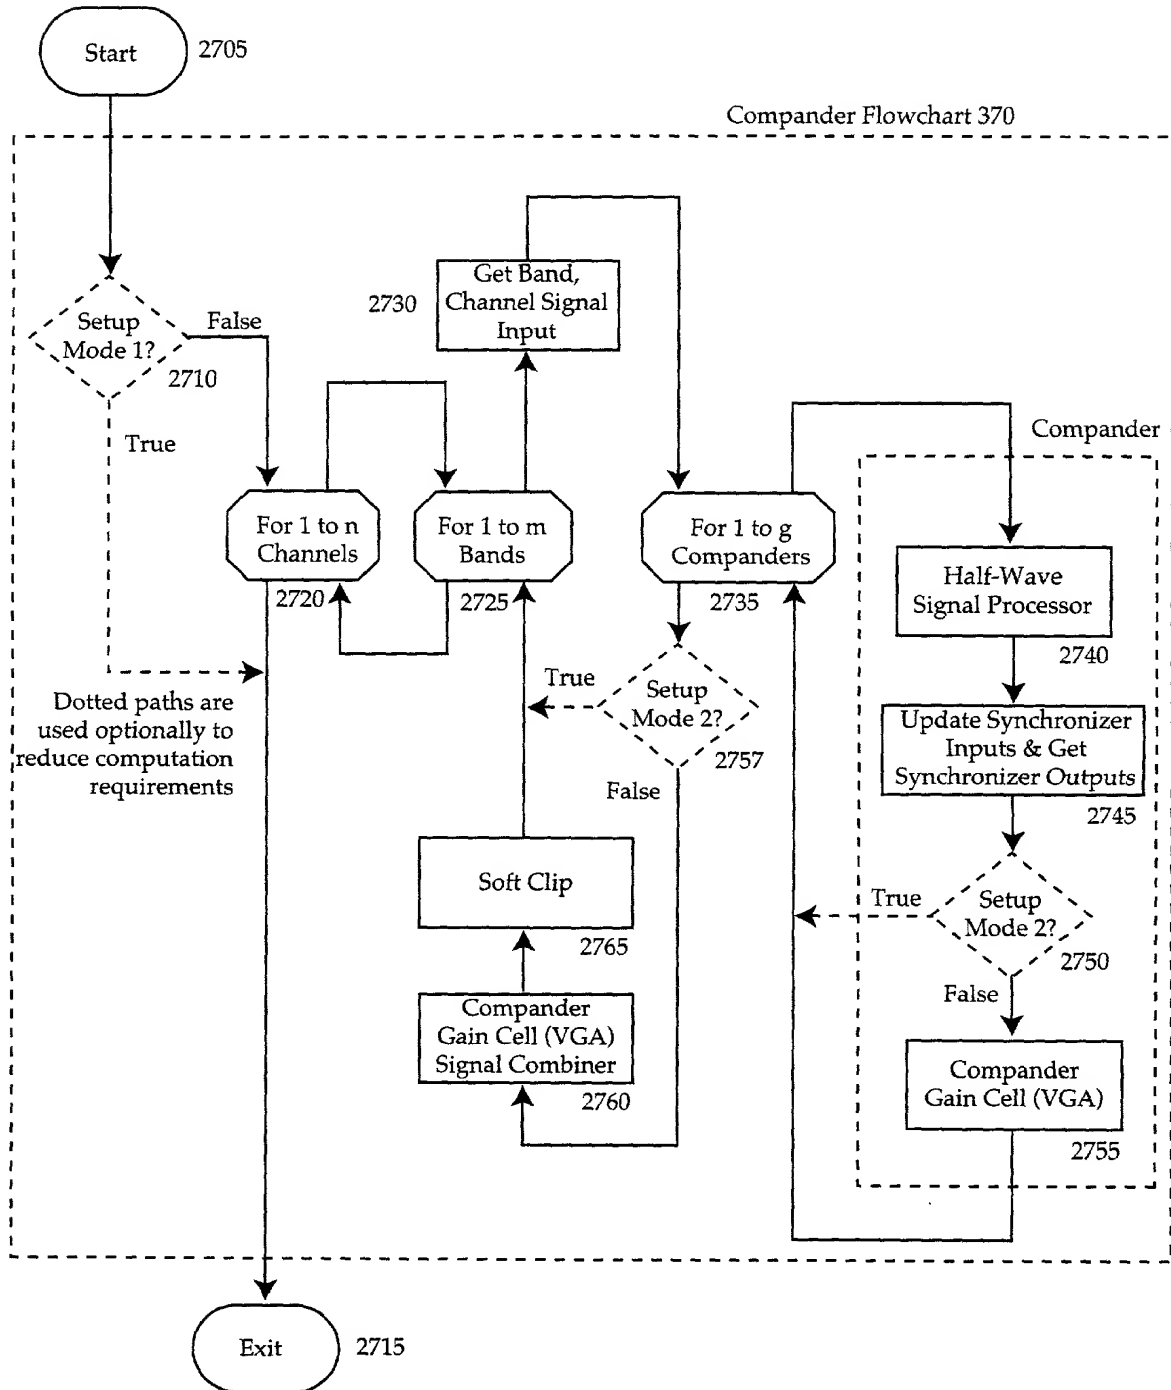 Start
2705
Compander Flowchart 370
Get Band,
Channel Signal
Input
2730
Setup
Mode 1?
2710
False
True
Compander
For 1 to n
Channels
2720
For 1 to m
Bands
2725
For 1 to g
Companders
2735
Half-Wave
Signal Processor
2740
Dotted paths are
used optionally to
reduce computation
requirements
True
Setup
Mode 2?
2757
False
Update Synchronizer
Inputs & Get
Synchronizer Outputs
2745
Soft Clip
2765
True
Setup
Mode 2?
2750
False
Compander
Gain Cell (VGA)
Signal Combiner
2760
Compander
Gain Cell (VGA)
2755
Exit
2715